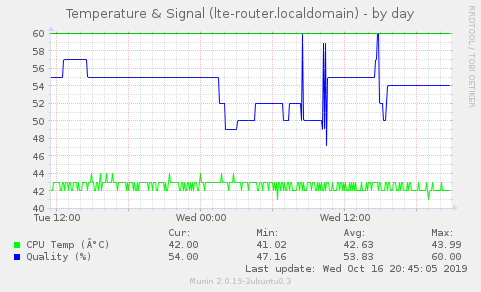 Temperature & Signal (lte-router.localdomain) - by day
RRDTOOL / TOBI OETIKER
60
58
56
54
52
50
48
46
44
42
40
Tue 12:00 Wed 00:00 Wed 12:00
Cur: Min: Avg: Max:
CPU Temp (Â°C) 42.00 41.02 42.63 43.99
Quality (%) 54.00 47.16 53.83 60.00
Last update: Wed Oct 16 20:45:05 2019
Munin 2.0.19-3ubuntu0.3